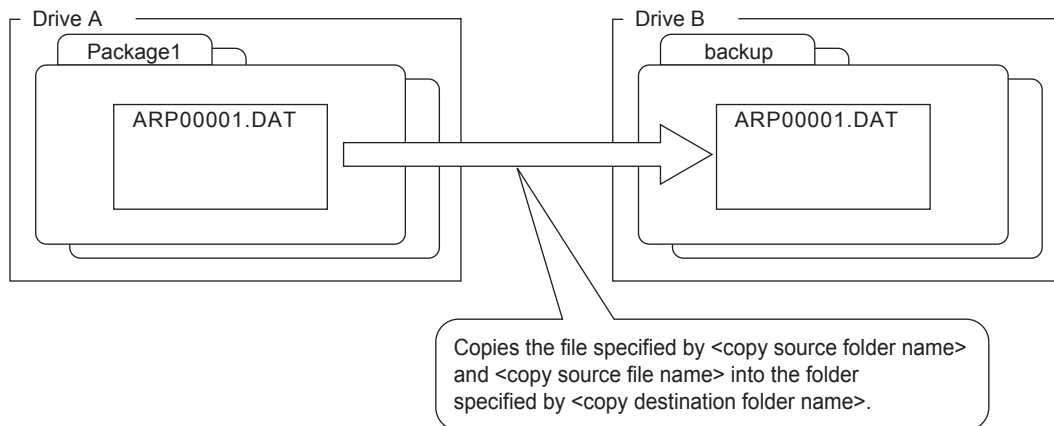 Drive A
Package1
ARP00001.DAT
Drive B
backup
ARP00001.DAT
Copies the file specified by <copy source folder name>
and <copy source file name> into the folder
specified by <copy destination folder name>.